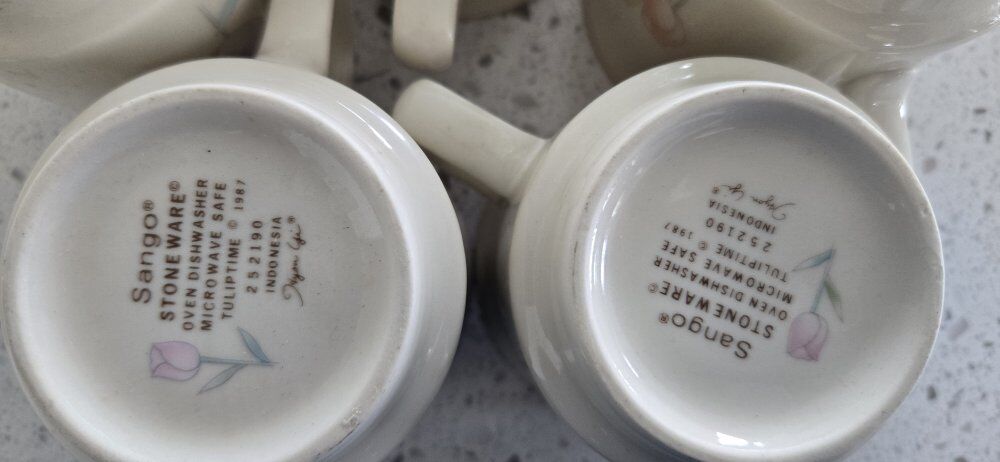 Sango®
STONEWARE©
OVEN DISHWASHER
MICROWAVE SAFE
TULIPTIME © 1987
252190
INDONESIA
®
Sango®
STONEWARE©
OVEN DISHWASHER
MICROWAVE SAFE
TULIPTIME © 1987
252190
INDONESIA
®